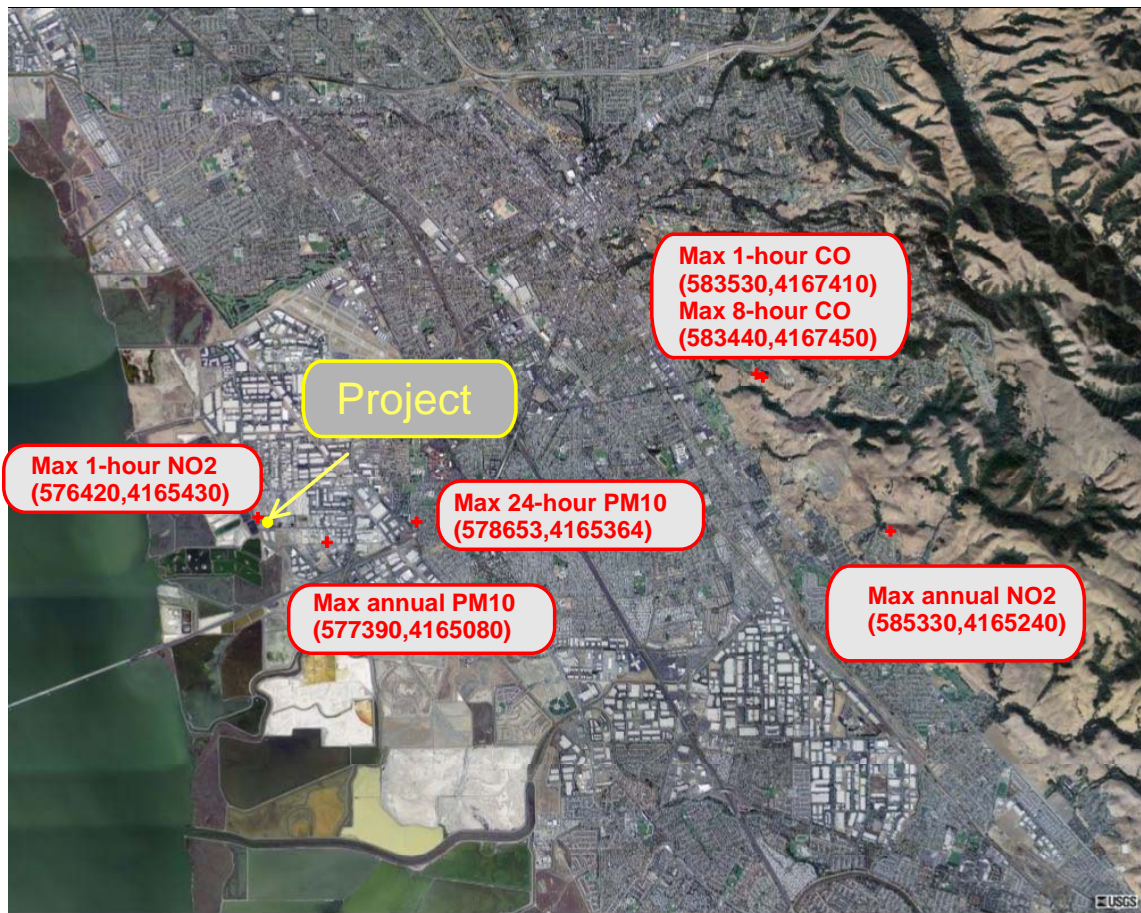 Max 1-hour CO
(583530,4167410)
Max 8-hour CO
(583440,4167450)
Project
Max 1-hour NO2
(576420,4165430)
Max 24-hour PM10
(578653,4165364)
Max annual PM10
(577390,4165080)
Max annual NO2
(585330,4165240)
USGS